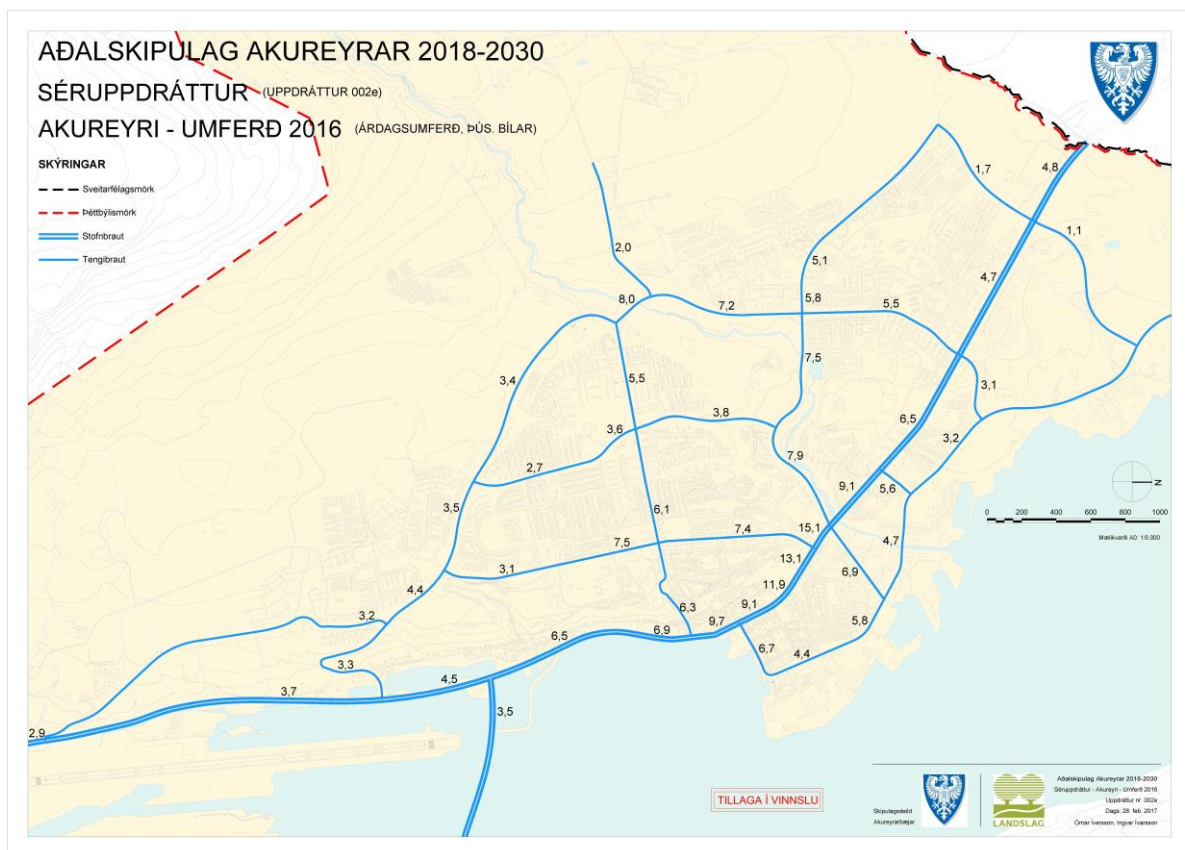 AÐALSKIPULAG AKUREYRAR 2018-2030
SÉRUPPDRÁTTUR (UPPDRÁTTUR 002e)
AKUREYRI - UMFERÐ 2016 (ÁRDAGSUMFERÐ, ÞÚS. BÍLAR)
SKÝRINGAR
Sveitarfélagsmörk
Þéttbýlismörk
Stofnbraut
Tengibraut
4,8
1,7
1,1
2,0
5,1
4,7
8,0
7,2
5,8
5,5
7,5
3,4
5,5
3,1
3,8
6,5
3,6
3,2
2,7
7,9
9,1
5,6
N
3,5
6,1
0 200 400 600 800 1000
Mælikvarði A0: 1:6.000
15,1
7,4
7,5
4,7
13,1
3,1
6,9
4,4
11,9
9,1
6,3
3,2
9,7
5,8
6,5
6,9
6,7
4,4
3,3
4,5
3,7
3,5
2,9
TILLAGA Í VINNSLU
Skipulagsdeild
Akureyrarbæjar
LANDSLAG
Aðalskipulag Akureyrar 2018-2030
Séruppdráttur - Akureyri - Umferð 2016
Uppdráttur nr. 002e
Dags: 28. feb. 2017
Ómar Ívarsson, Ingvar Ívarsson